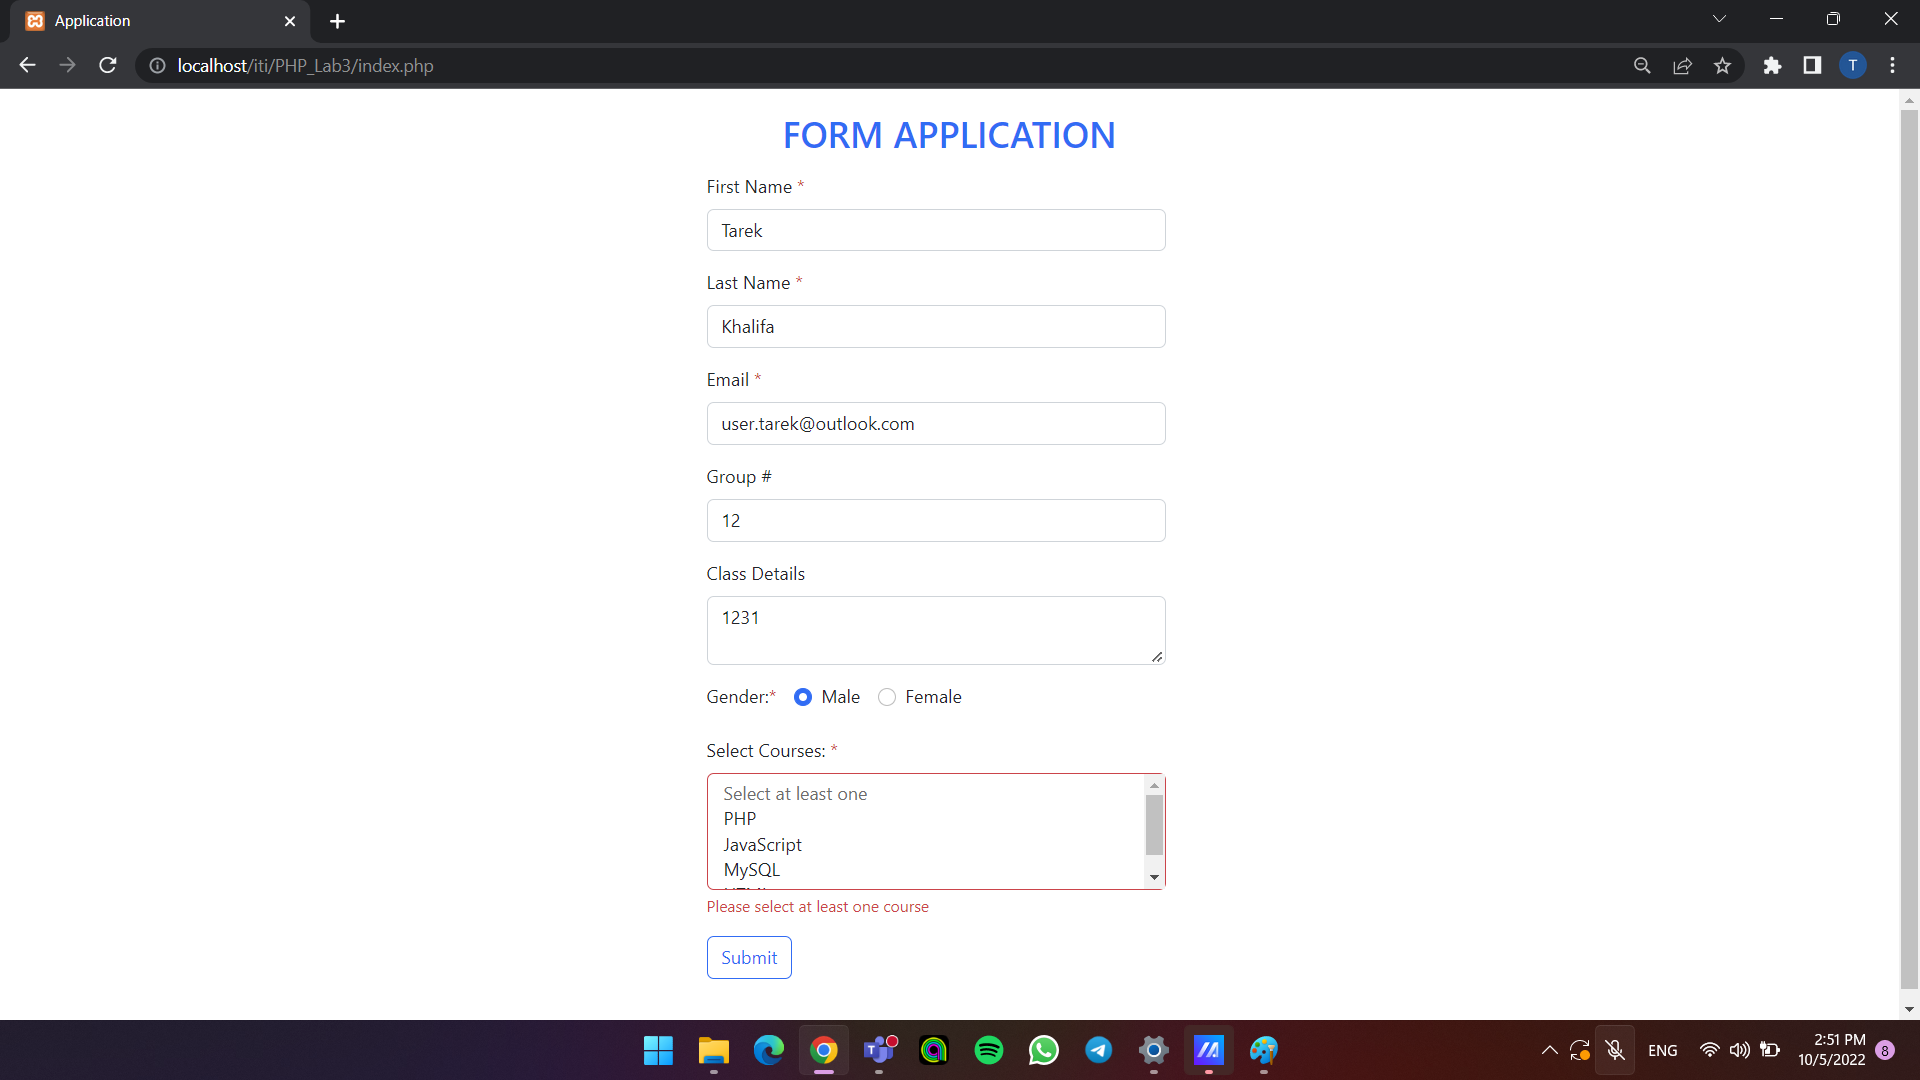 Application
localhost/iti/PHP_Lab3/index.php
T
FORM APPLICATION
First Name *
Tarek
Last Name *
Khalifa
Email *
user.tarek@outlook.com
Group #
12
Class Details
1231
Gender:* Male Female
Select Courses: *
Select at least one
PHP
JavaScript
MySQL
Please select at least one course
Submit
ENG
2:51 PM
10/5/2022
8